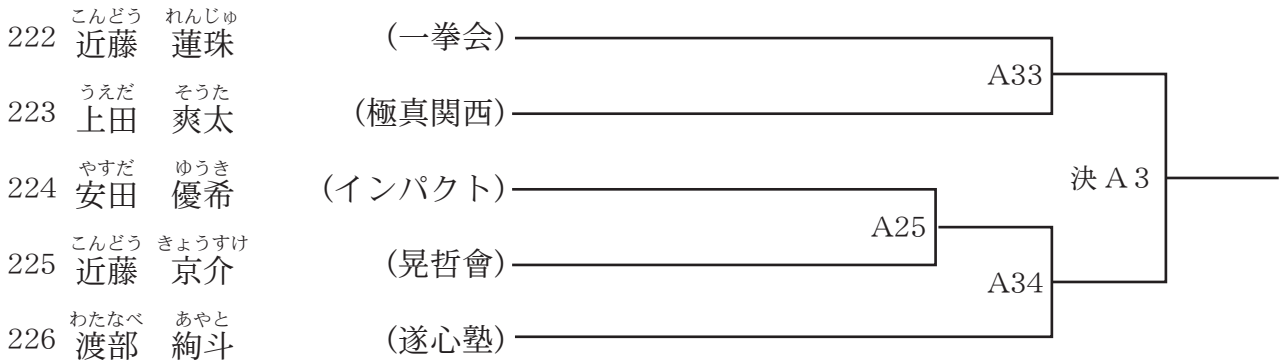 こんどう れんじゅ
222 近藤 蓮珠 (一拳会)
A33
うえだ そうた
223 上田 爽太 (極真関西)
やすだ ゆうき
224 安田 優希 (インパクト)
決 A 3
A25
こんどう きょうすけ
225 近藤 京介 (晃哲會)
A34
わたなべ あやと
226 渡部 絢斗 (遂心塾)